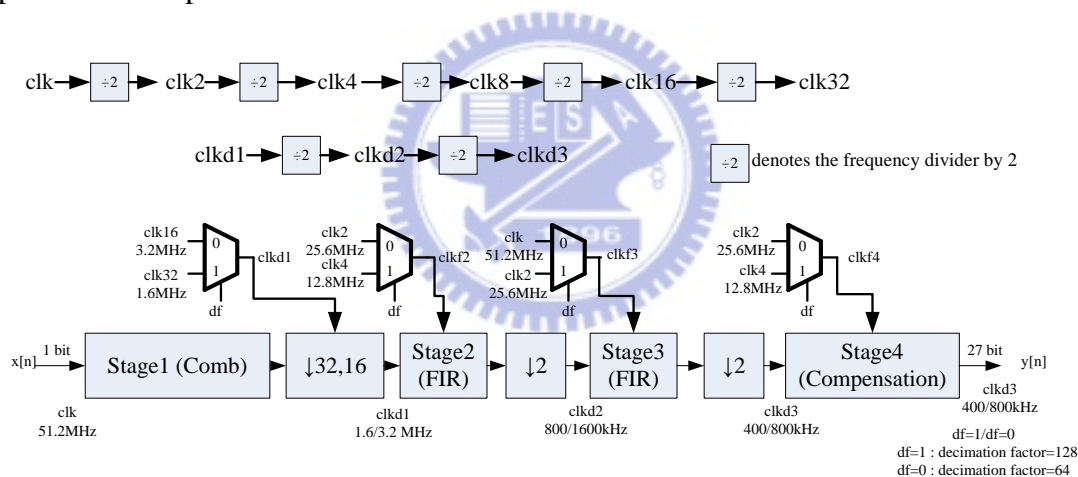 clk ÷2 clk2 ÷2 clk4 ÷2 clk8 ÷2 clk16 ÷2 clk32
clkd1 ÷2 clkd2 ÷2 clkd3
÷2 denotes the frequency divider by 2
E S A
1896
clk16
3.2MHz
0
clk32
1.6MHz
1
clkd1
df
clk2
25.6MHz
0
clk4
12.8MHz
1
clkf2
df
clk
51.2MHz
0
clk2
25.6MHz
1
clkf3
df
clk2
25.6MHz
0
clk4
12.8MHz
1
clkf4
df
x[n] 1 bit
clk
51.2MHz
Stage1 (Comb)
↓32,16
clkd1
1.6/3.2 MHz
Stage2
(FIR)
↓2
clkd2
800/1600kHz
Stage3
(FIR)
↓2
clkd3
400/800kHz
Stage4
(Compensation)
27 bit y[n]
clkd3
400/800kHz
df=1/df=0
df=1 : decimation factor=128
df=0 : decimation factor=64